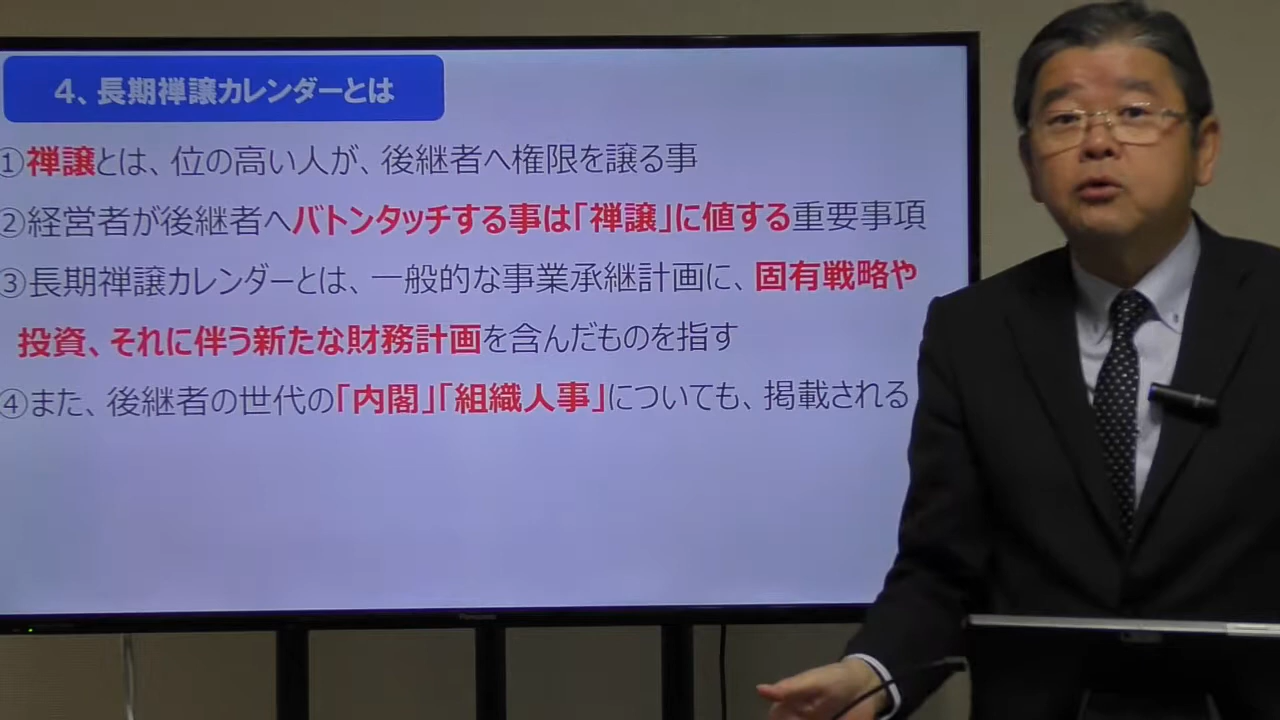 4、長期禅譲カレンダーとは
①禅譲とは、位の高い人が、後継者へ権限を譲る事
②経営者が後継者へバトンタッチする事は「禅譲」に値する重要事項
③長期禅譲カレンダーとは、一般的な事業承継計画に、固有戦略や
投資、それに伴う新たな財務計画を含んだものを指す
④また、後継者の世代の「内閣」「組織人事」についても、掲載される
Panasonic